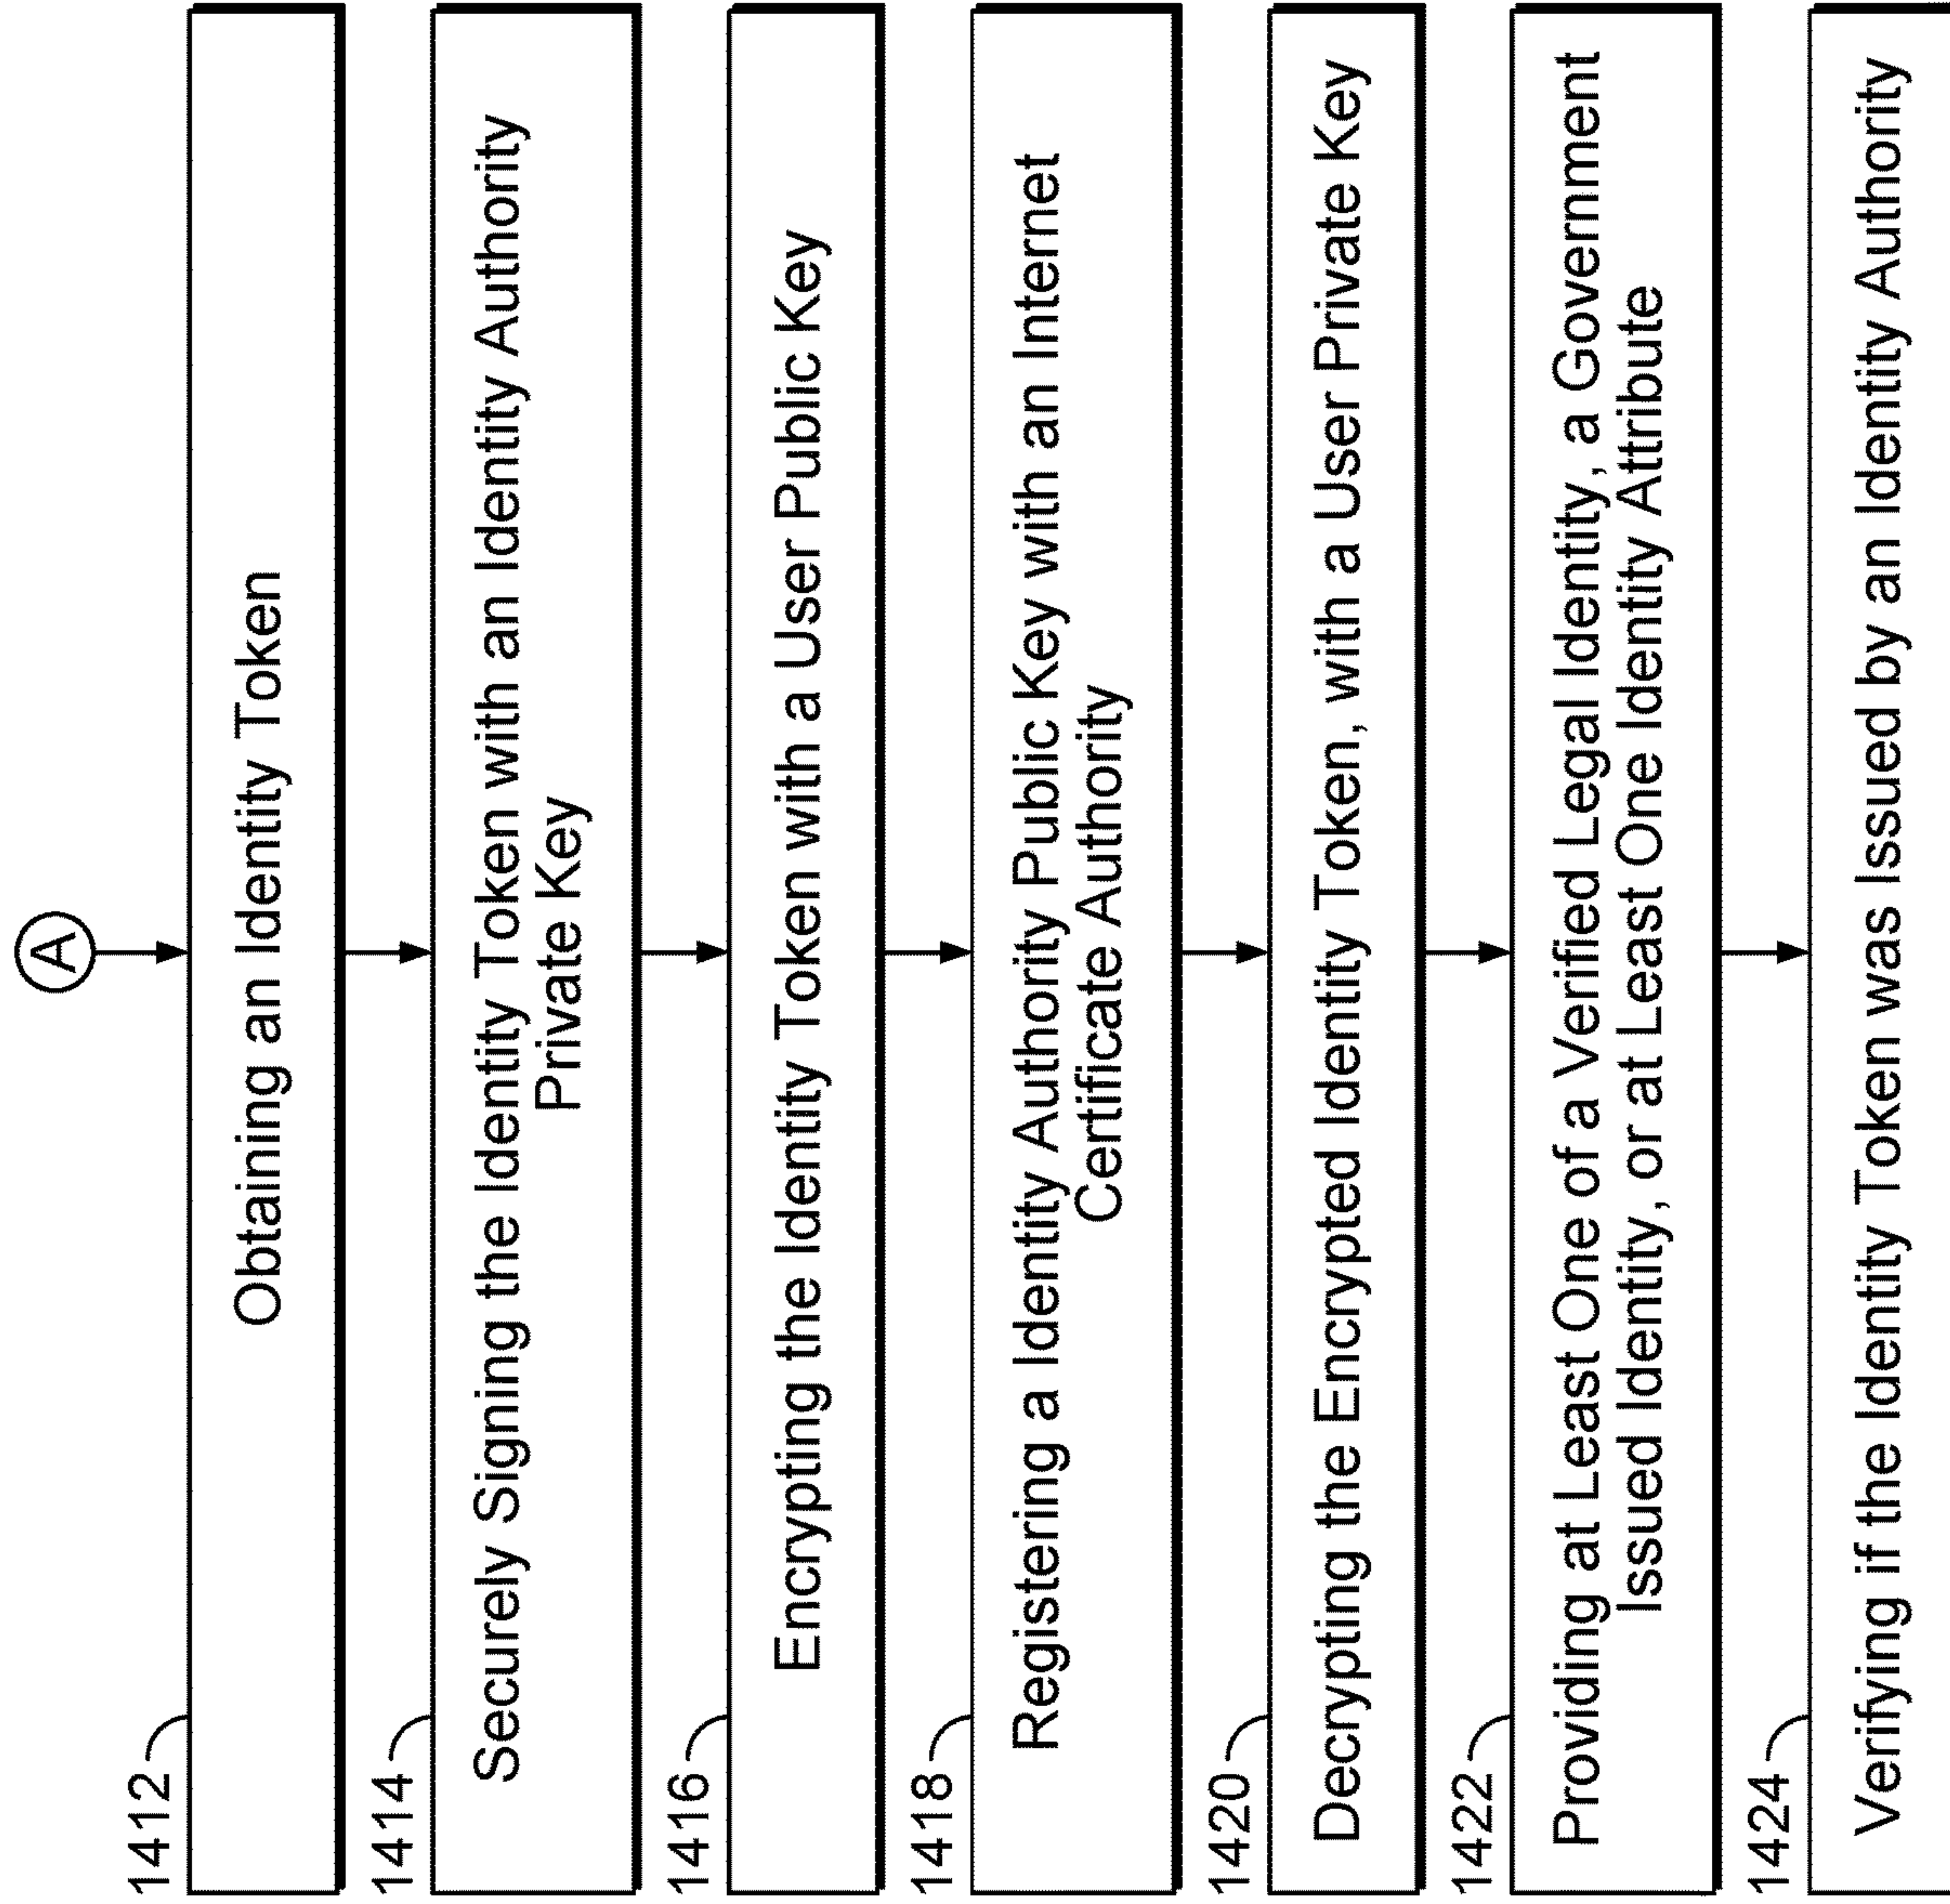 A
1412
Obtaining an Identity Token
1414
Securely Signing the Identity Token with an Identity Authority
Private Key
1416
Encrypting the Identity Token with a User Public Key
1418
Registering a Identity Authority Public Key with an Internet
Certificate Authority
1420
Decrypting the Encrypted Identity Token, with a User Private Key
1422
Providing at Least One of a Verified Legal Identity, a Government
Issued Identity, or at Least One Identity Attribute
1424
Verifying if the Identity Token was Issued by an Identity Authority